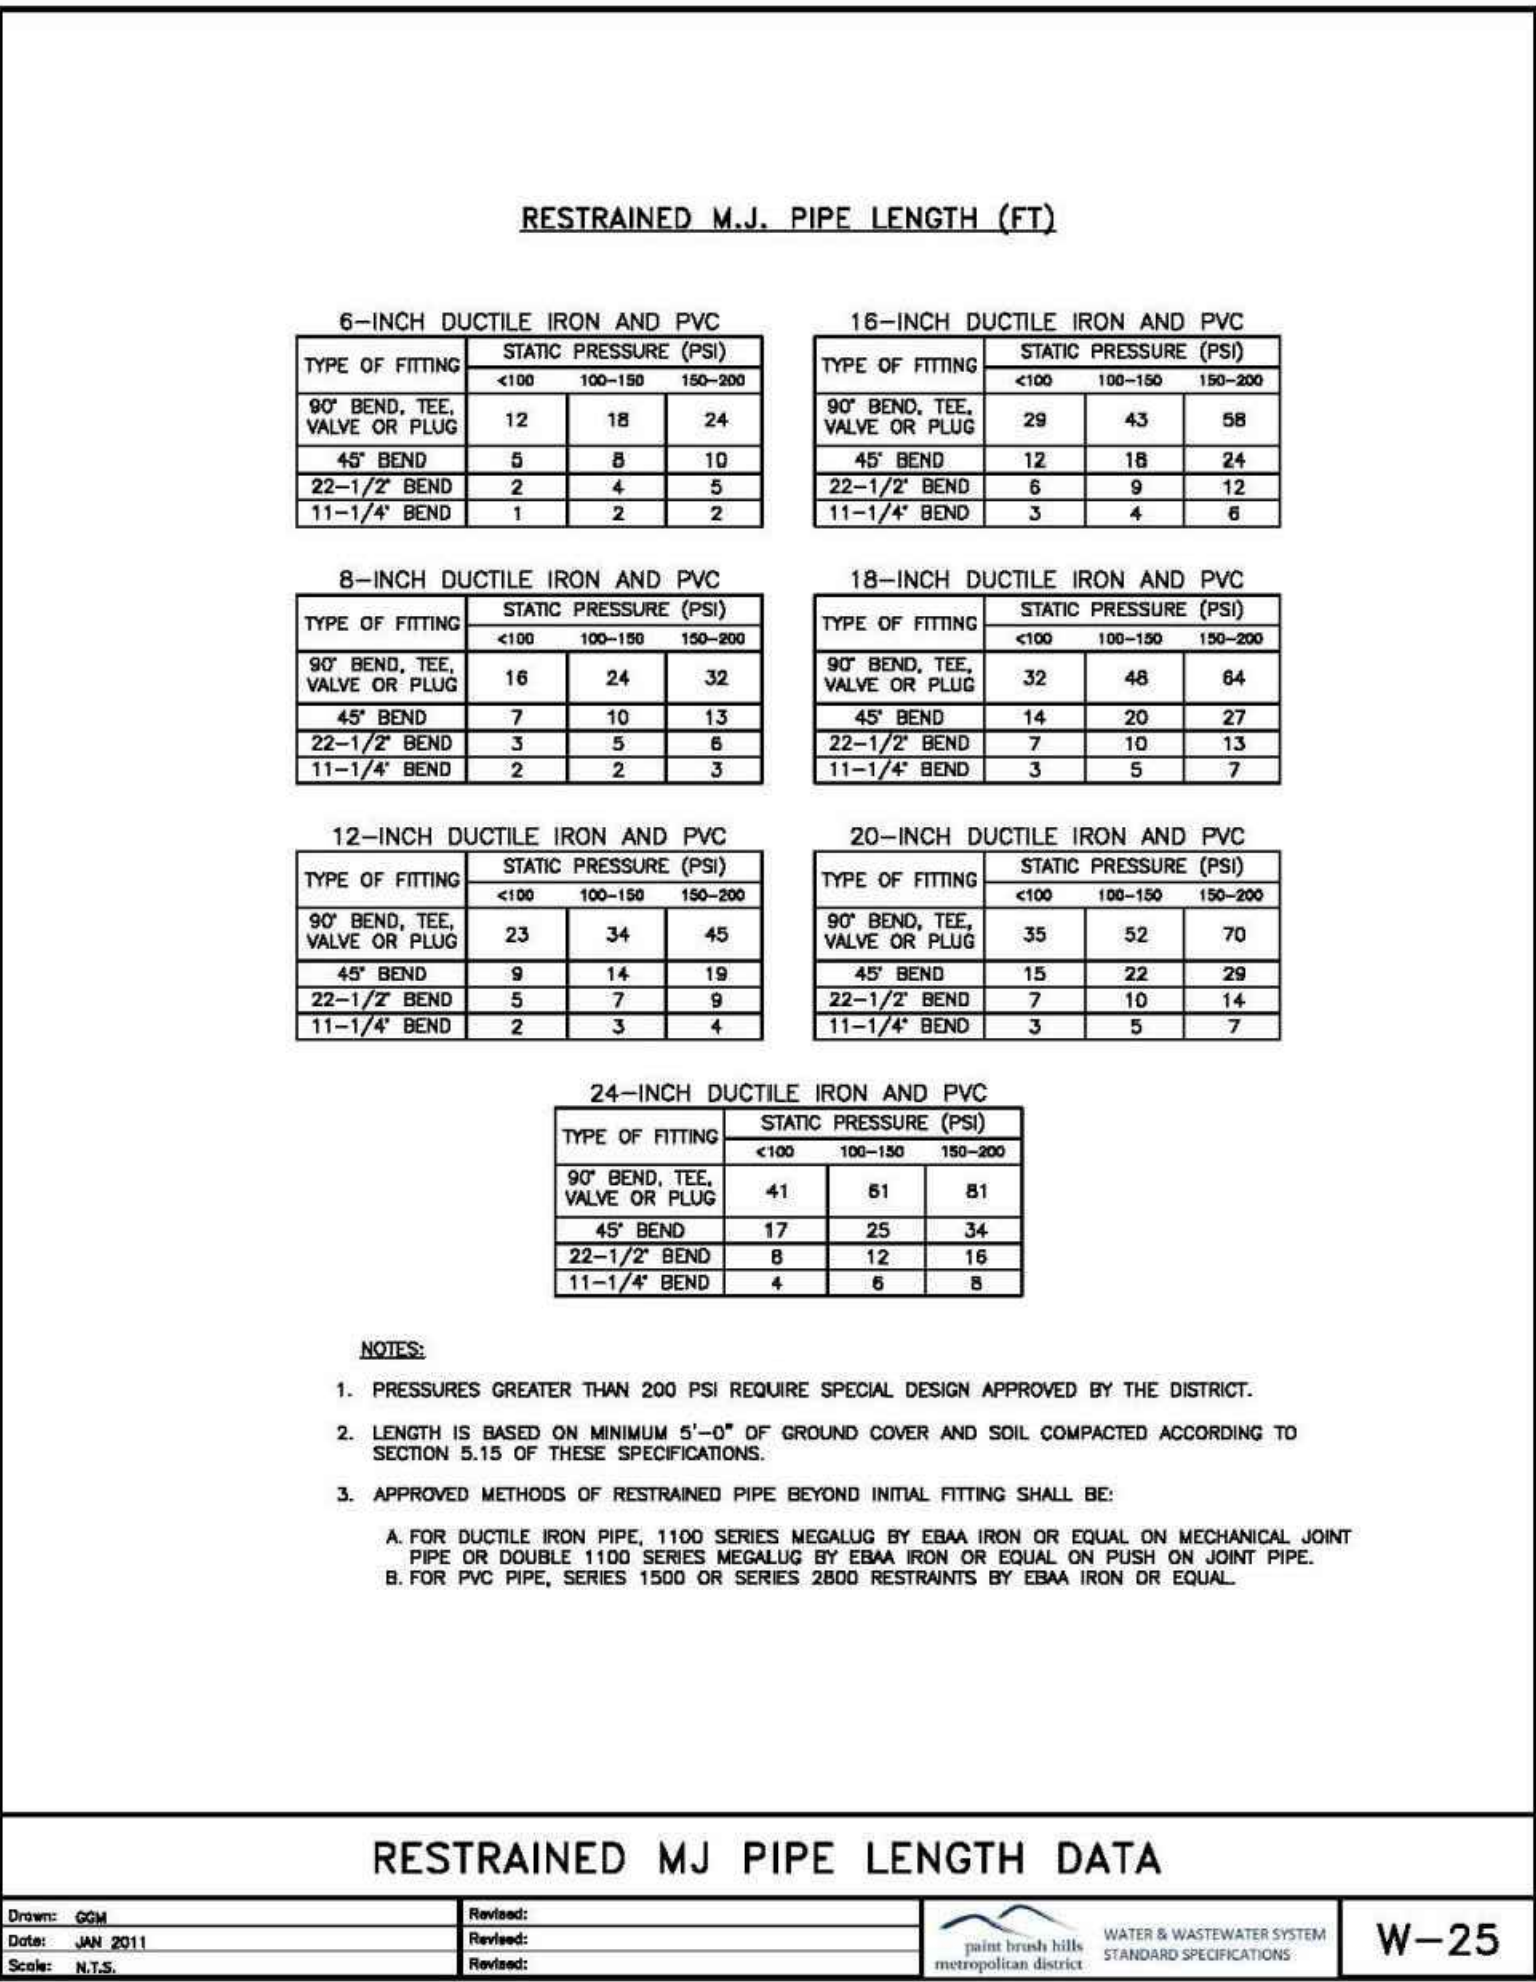 RESTRAINED M.J. PIPE LENGTH (FT)
6-INCH DUCTILE IRON AND PVC
TYPE OF FITTING STATIC PRESSURE (PSI)
<100 100-150 150-200
90° BEND, TEE,
VALVE OR PLUG 12 18 24
45° BEND 5 8 10
22-1/2° BEND 2 4 5
11-1/4° BEND 1 2 2
16-INCH DUCTILE IRON AND PVC
TYPE OF FITTING STATIC PRESSURE (PSI)
<100 100-150 150-200
90° BEND, TEE,
VALVE OR PLUG 29 43 58
45° BEND 12 18 24
22-1/2° BEND 6 9 12
11-1/4° BEND 3 4 6
8-INCH DUCTILE IRON AND PVC
TYPE OF FITTING STATIC PRESSURE (PSI)
<100 100-150 150-200
90° BEND, TEE,
VALVE OR PLUG 16 24 32
45° BEND 7 10 13
22-1/2° BEND 3 5 6
11-1/4° BEND 2 2 3
18-INCH DUCTILE IRON AND PVC
TYPE OF FITTING STATIC PRESSURE (PSI)
<100 100-150 150-200
90° BEND, TEE,
VALVE OR PLUG 32 48 64
45° BEND 14 20 27
22-1/2° BEND 7 10 13
11-1/4° BEND 3 5 7
12-INCH DUCTILE IRON AND PVC
TYPE OF FITTING STATIC PRESSURE (PSI)
<100 100-150 150-200
90° BEND, TEE,
VALVE OR PLUG 23 34 45
45° BEND 9 14 19
22-1/2° BEND 5 7 9
11-1/4° BEND 2 3 4
20-INCH DUCTILE IRON AND PVC
TYPE OF FITTING STATIC PRESSURE (PSI)
<100 100-150 150-200
90° BEND, TEE,
VALVE OR PLUG 35 52 70
45° BEND 15 22 29
22-1/2° BEND 7 10 14
11-1/4° BEND 3 5 7
24-INCH DUCTILE IRON AND PVC
TYPE OF FITTING STATIC PRESSURE (PSI)
<100 100-150 150-200
90° BEND, TEE,
VALVE OR PLUG 41 61 81
45° BEND 17 25 34
22-1/2° BEND 8 12 16
11-1/4° BEND 4 6 8
NOTES:
1. PRESSURES GREATER THAN 200 PSI REQUIRE SPECIAL DESIGN APPROVED BY THE DISTRICT.
2. LENGTH IS BASED ON MINIMUM 5'-0" OF GROUND COVER AND SOIL COMPACTED ACCORDING TO
SECTION 5.15 OF THESE SPECIFICATIONS.
3. APPROVED METHODS OF RESTRAINED PIPE BEYOND INITIAL FITTING SHALL BE:
A. FOR DUCTILE IRON PIPE, 1100 SERIES MEGALUG BY EBAA IRON OR EQUAL ON MECHANICAL JOINT
PIPE OR DOUBLE 1100 SERIES MEGALUG BY EBAA IRON OR EQUAL ON PUSH ON JOINT PIPE.
B. FOR PVC PIPE, SERIES 1500 OR SERIES 2800 RESTRAINTS BY EBAA IRON OR EQUAL.
RESTRAINED MJ PIPE LENGTH DATA
Drawn: GGM
Date: JAN 2011
Scale: N.T.S.
Revised:
Revised:
Revised:
paint brush hills
metropolitan district
WATER & WASTEWATER SYSTEM
STANDARD SPECIFICATIONS
W-25